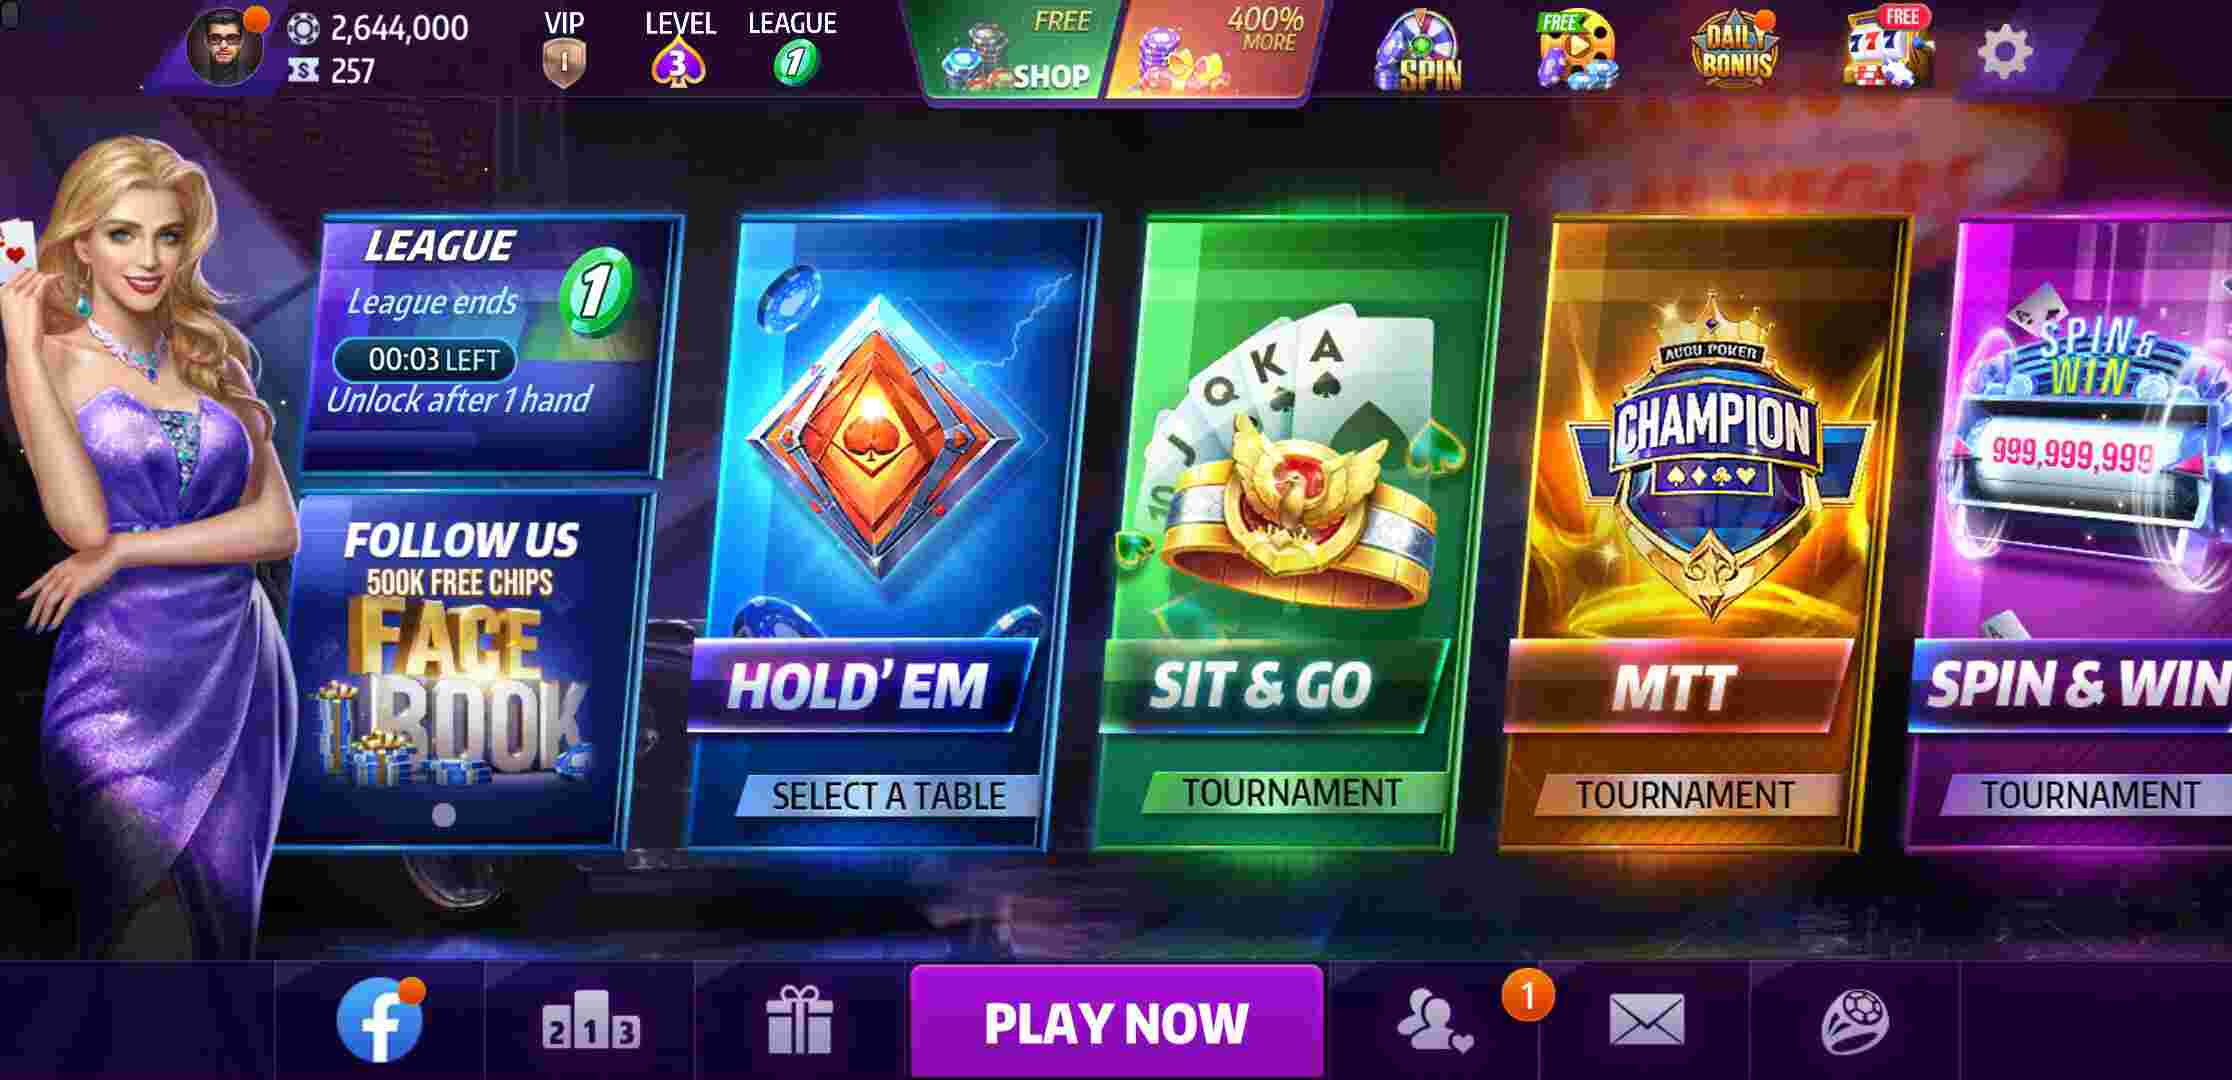 2,644,000
257
VIP
1
LEVEL
3
LEAGUE
1
FREE
SHOP
400%
MORE
SPIN
FREE
DAILY
BONUS
FREE
777
LEAGUE
League ends
00:03 LEFT
Unlock after 1 hand
1
FOLLOW US
500K FREE CHIPS
FACE
BOOK
HOLD'EM
SELECT A TABLE
10 J Q K A
SIT & GO
TOURNAMENT
CHAMPION
MTT
TOURNAMENT
A
SPIN &
WIN
999,999,999
SPIN & WIN
TOURNAMENT
2 1 3
PLAY NOW
1